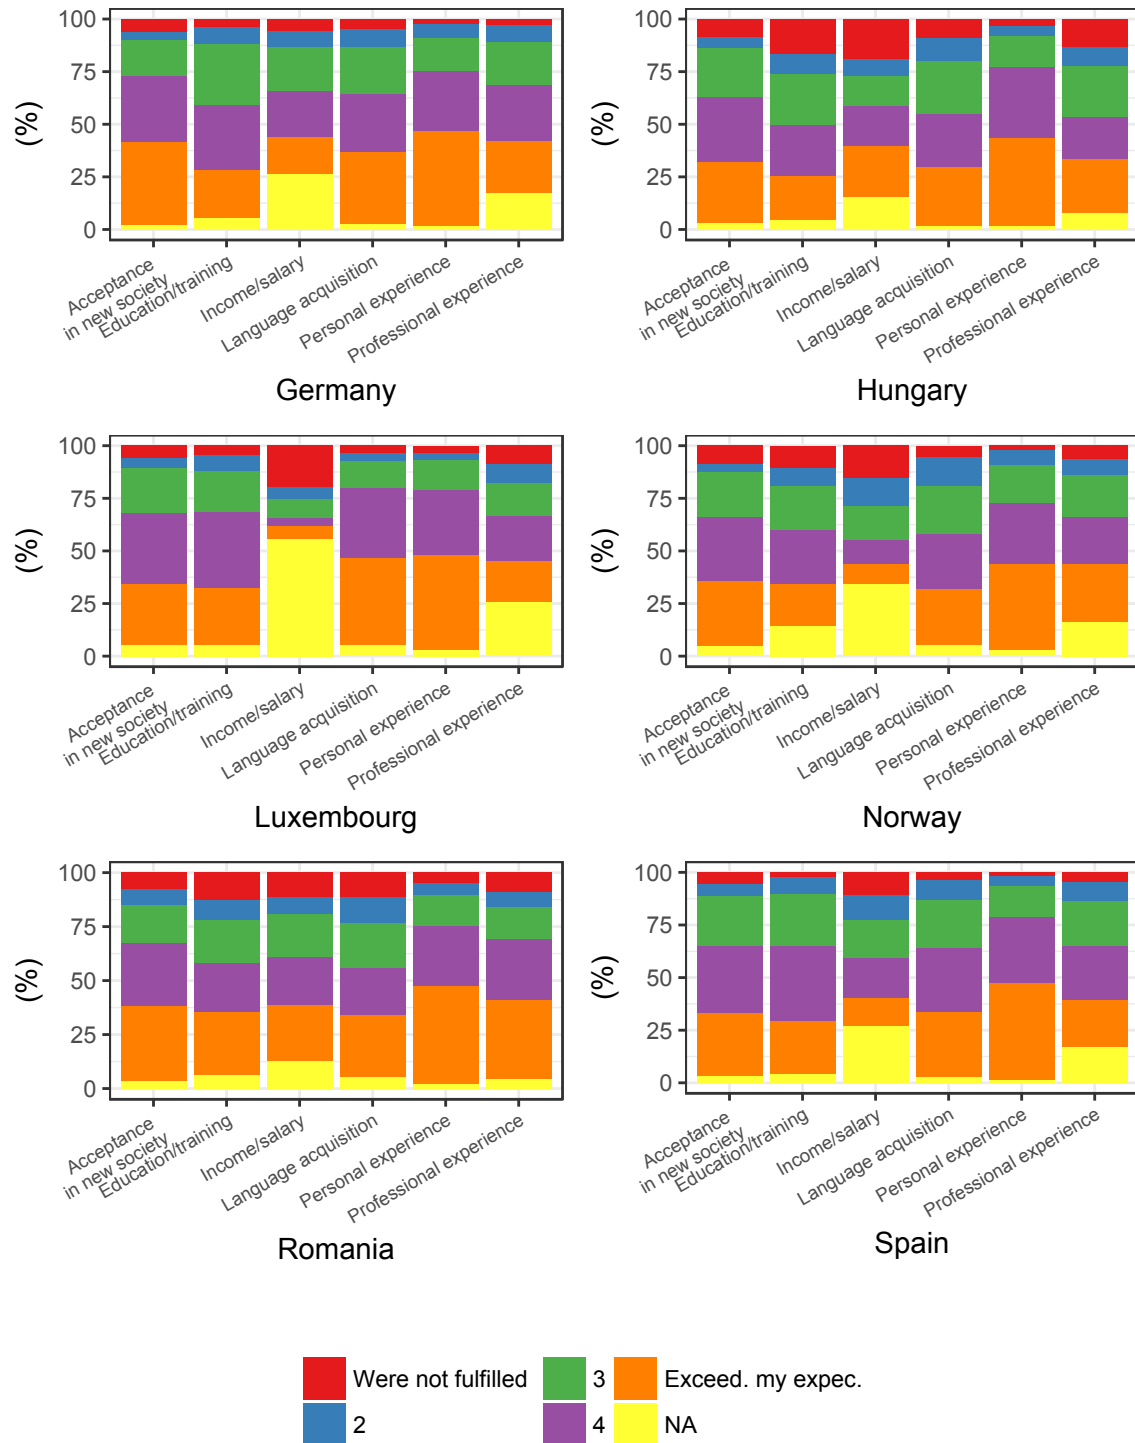 100
75
50
25
0
(%)
Acceptance
in new society
Education/training
Income/salary
Language acquisition
Personal experience
Professional experience
Germany
100
75
50
25
0
(%)
Acceptance
in new society
Education/training
Income/salary
Language acquisition
Personal experience
Professional experience
Hungary
100
75
50
25
0
(%)
Acceptance
in new society
Education/training
Income/salary
Language acquisition
Personal experience
Professional experience
Luxembourg
100
75
50
25
0
(%)
Acceptance
in new society
Education/training
Income/salary
Language acquisition
Personal experience
Professional experience
Norway
100
75
50
25
0
(%)
Acceptance
in new society
Education/training
Income/salary
Language acquisition
Personal experience
Professional experience
Romania
100
75
50
25
0
(%)
Acceptance
in new society
Education/training
Income/salary
Language acquisition
Personal experience
Professional experience
Spain
Were not fulfilled 3 Exceed. my expec.
2 4 NA